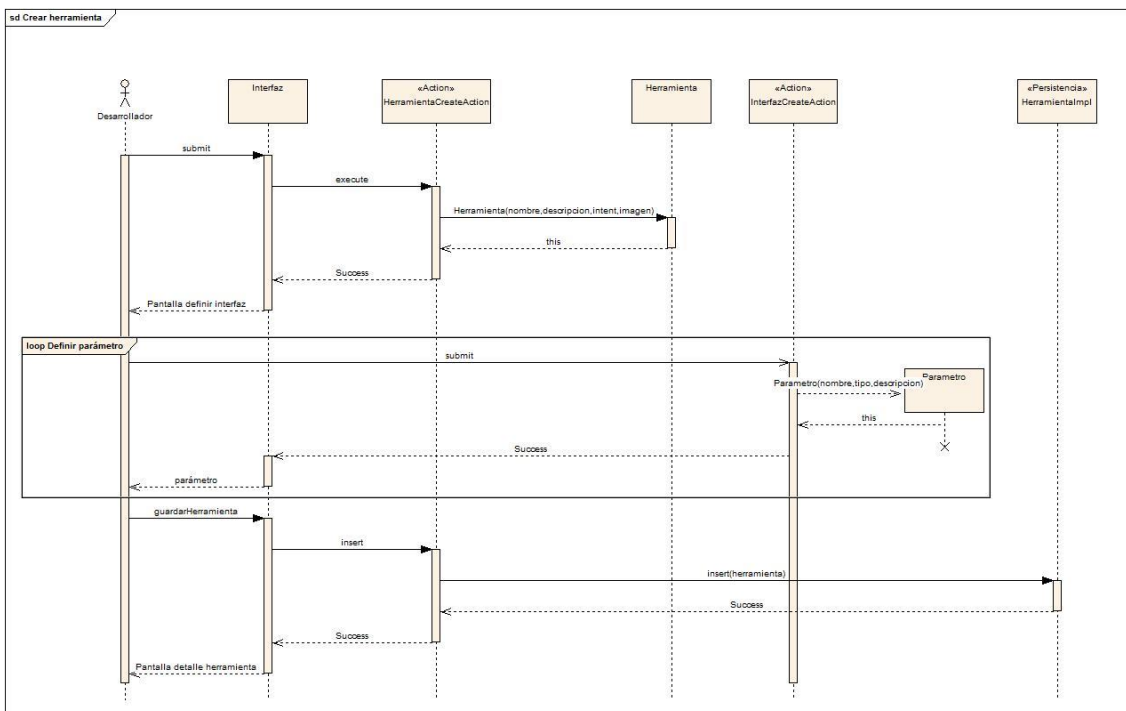 sd Crear herramienta
Desarrollador
Interfaz
«Action»
HerramientaCreateAction
Herramienta
«Action»
InterfazCreateAction
«Persistencia»
HerramientaImpl
submit
execute
Herramienta(nombre,descripcion,intent,imagen)
this
Success
Pantalla definir interfaz
loop Definir parámetro
submit
Parametro
Parametro(nombre,tipo,descripcion)
this
Success
parámetro
guardarHerramienta
insert
insert(herramienta)
Success
Success
Pantalla detalle herramienta